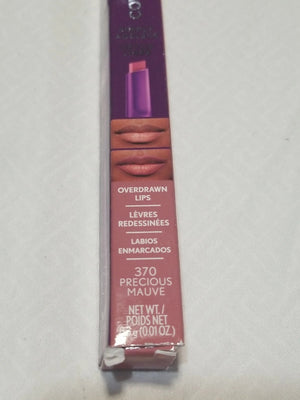 OVERDRAWN
LIPS
LÈVRES
REDESSINÉES
LABIOS
ENMARCADOS
370
PRECIOUS
MAUVE
NET WT./
POIDS NET
g (0.01 OZ.)